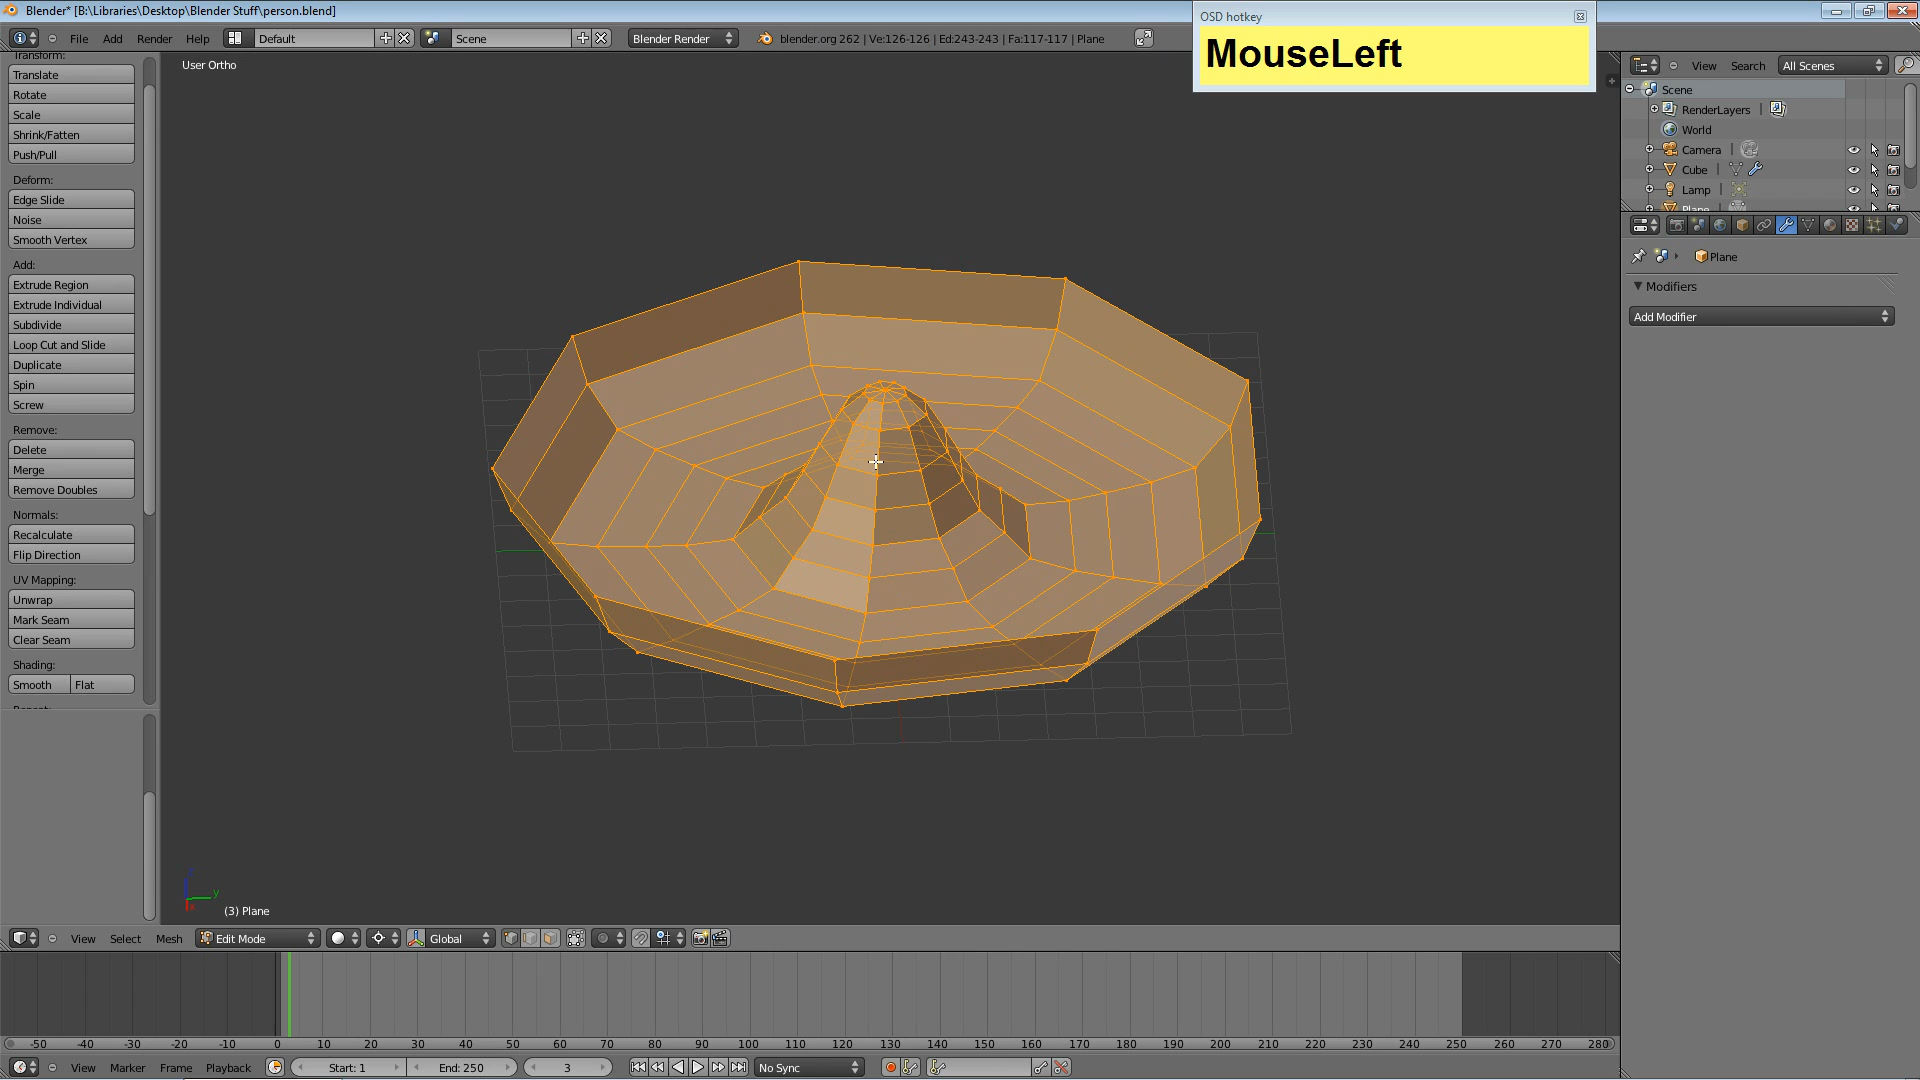 Blender* [B:\Libraries\Desktop\Blender Stuff\person.blend]
OSD hotkey
MouseLeft
File Add Render Help Default Scene Blender Render blender.org 262 | Ve:126-126 | Ed:243-243 | Fa:117-117 | Plane
View Search All Scenes
Transform:
Translate
Rotate
Scale
Shrink/Fatten
Push/Pull
Deform:
Edge Slide
Noise
Smooth Vertex
Add:
Extrude Region
Extrude Individual
Subdivide
Loop Cut and Slide
Duplicate
Spin
Screw
Remove:
Delete
Merge
Remove Doubles
Normals:
Recalculate
Flip Direction
UV Mapping:
Unwrap
Mark Seam
Clear Seam
Shading:
Smooth Flat
Repeat:
User Ortho
y
(3) Plane
Scene
RenderLayers
World
Camera
Cube
Lamp
Plane
Plane
Modifiers
Add Modifier
View Select Mesh Edit Mode Global
-50 -40 -30 -20 -10 0 10 20 30 40 50 60 70 80 90 100 110 120 130 140 150 160 170 180 190 200 210 220 230 240 250 260 270 280
View Marker Frame Playback Start: 1 End: 250 3 No Sync